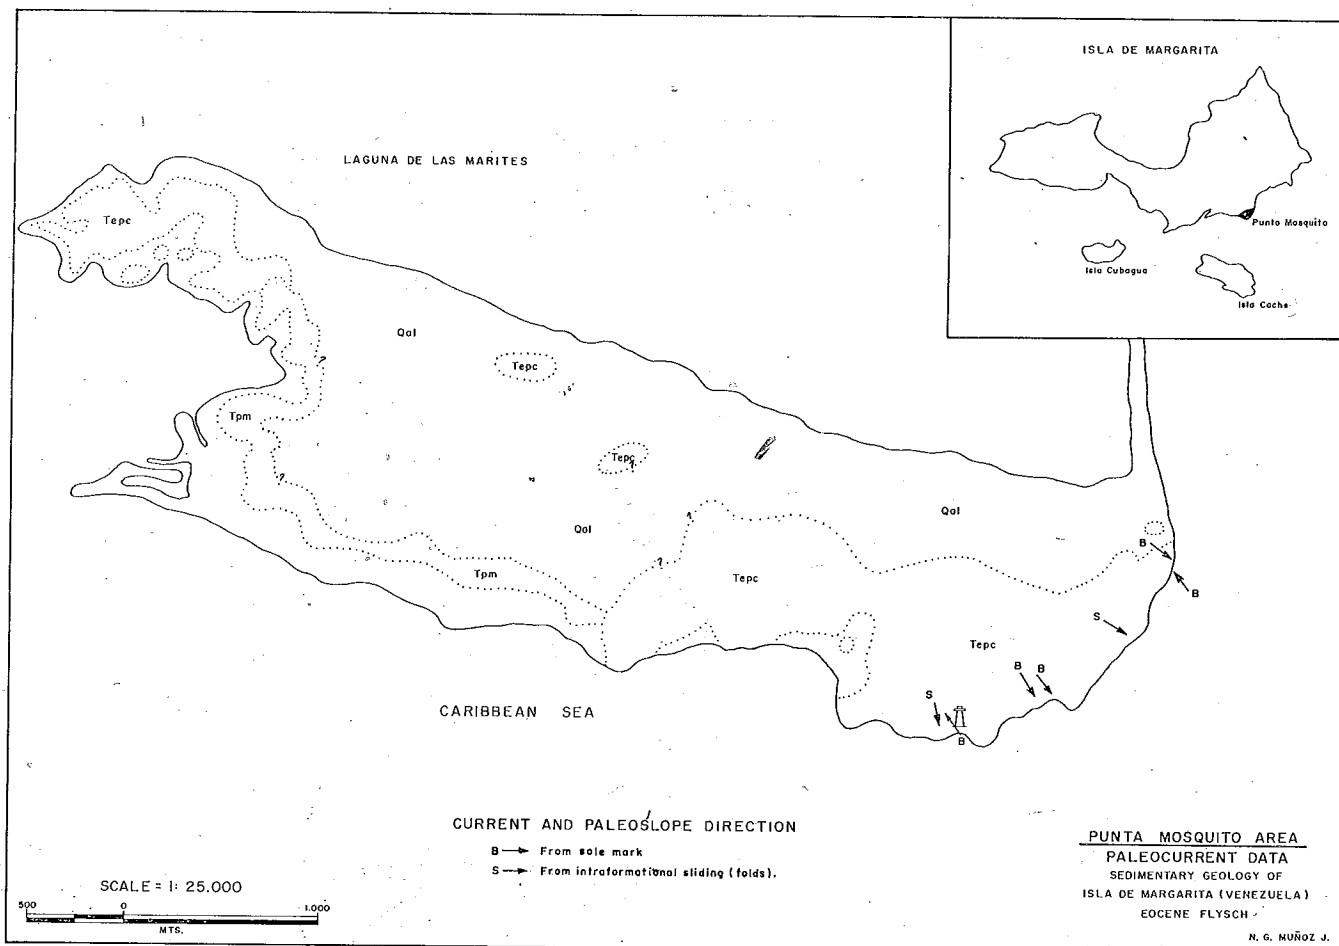 ISLA DE MARGARITA
Punto Mosquito
Isla Cubagua
Isla Coche
LAGUNA DE LAS MARITES
Tepc
Qal
?
Tepc
Tpm
Tepc
?
?
Qal
Qal
?
?
B
Tpm
Tepc
B
S
Tepc
B
B
S
B
CARIBBEAN SEA
CURRENT AND PALEOSLOPE DIRECTION
B From sole mark
S From intraformational sliding (folds).
SCALE = 1: 25.000
500 0 1.000
MTS.
PUNTA MOSQUITO AREA
PALEOCURRENT DATA
SEDIMENTARY GEOLOGY OF
ISLA DE MARGARITA (VENEZUELA)
EOCENE FLYSCH
N. G. MUÑOZ J.